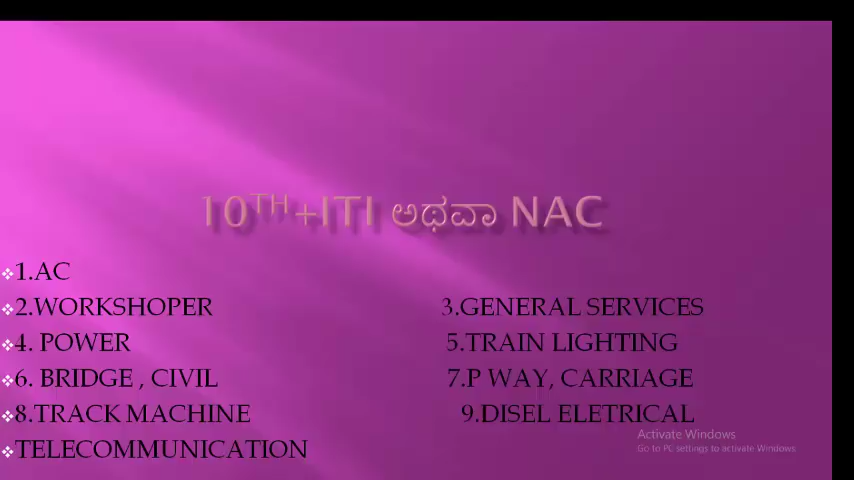 10TH+ITI ಅಥವಾ NAC
1.AC
2.WORKSHOPER 3.GENERAL SERVICES
4. POWER 5.TRAIN LIGHTING
6. BRIDGE , CIVIL 7.P WAY, CARRIAGE
8.TRACK MACHINE 9.DISEL ELETRICAL
TELECOMMUNICATION
Activate Windows
Go to PC settings to activate Windows.